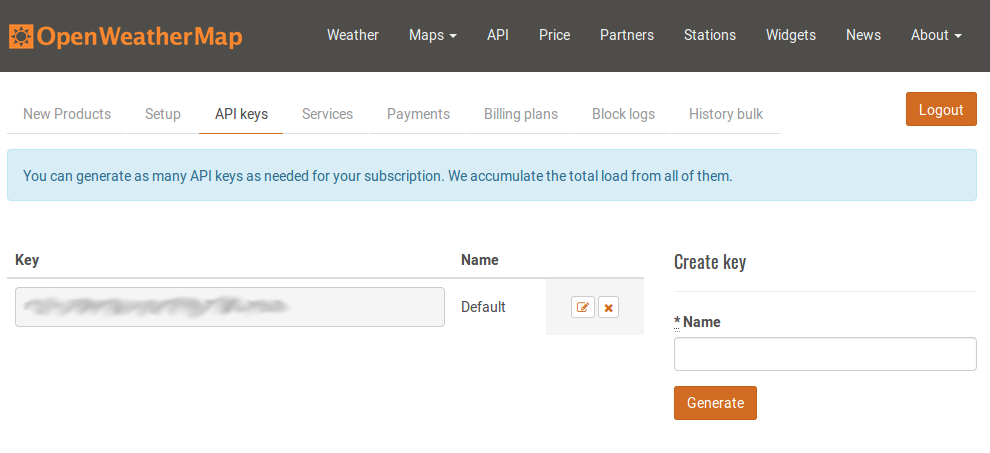 OpenWeatherMap Weather Maps API Price Partners Stations Widgets News About
New Products Setup API keys Services Payments Billing plans Block logs History bulk Logout
You can generate as many API keys as needed for your subscription. We accumulate the total load from all of them.
Key Name
Default
Create key
* Name
Generate